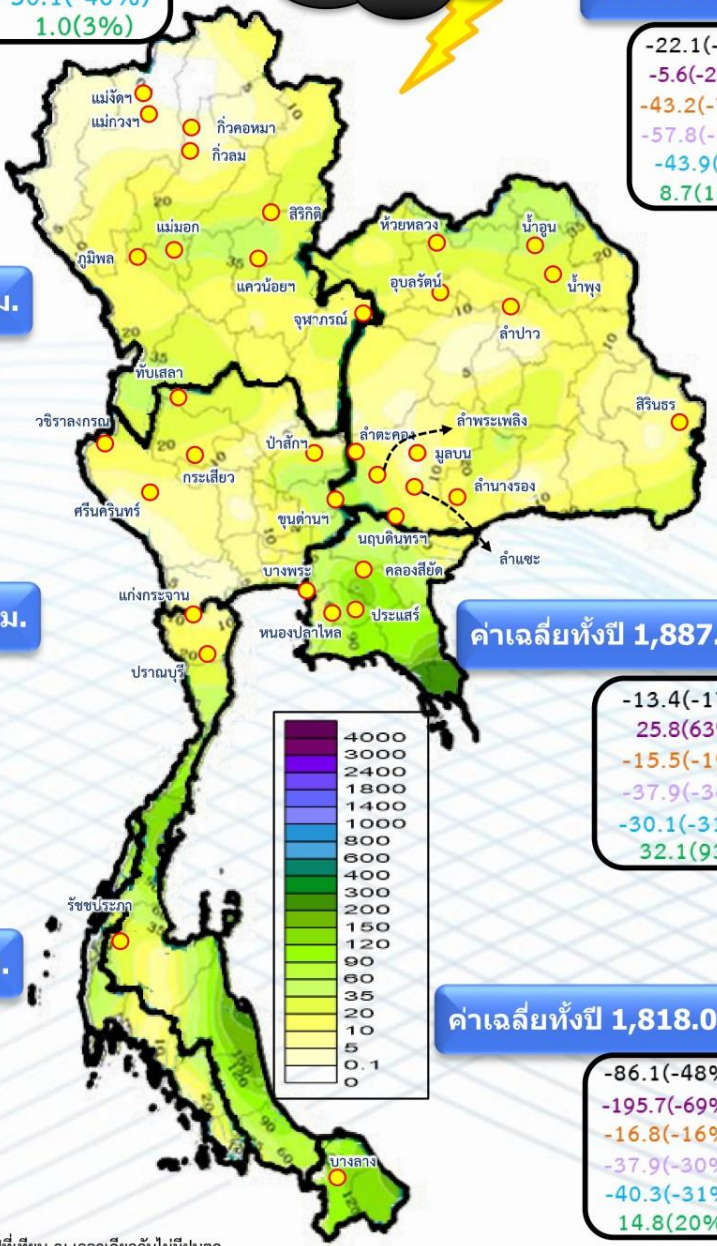 1.0(3%)
-22.1(-
-5.6(-2
-43.2(-
-57.8(-
-43.9(
8.7(1
แม่งัดฯ
แม่กวงฯ
กิ่วคอหมา
กิ่วลม
สิริกิติ์
แม่มอก
ภูมิพล
แควน้อยฯ
ห้วยหลวง
น้ำอูน
อุบลรัตน์
น้ำพุง
จุฬาภรณ์
ลำปาว
ม.
ทับเสลา
สิรินธร
วชิราลงกรณ
ป่าสักฯ
ลำตะคอง
ลำพระเพลิง
กระเสียว
มูลบน
ศรีนครินทร์
ขุนด่านฯ
ลำนางรอง
นฤบดินทรฯ
ลำแซะ
บางพระ
คลองสียัด
แก่งกระจาน
ม.
หนองปลาไหล
ประแสร์
ค่าเฉลี่ยทั้งปี 1,887.
ปราณบุรี
-13.4(-1
25.8(63
-15.5(-1
-37.9(-3
-30.1(-31
32.1(93
4000
3000
2400
1800
1400
1000
800
600
400
300
200
150
120
90
60
35
20
10
5
0.1
0
รัชชประภา
ค่าเฉลี่ยทั้งปี 1,818.0
-86.1(-48%
-195.7(-69%
-16.8(-16%
-37.9(-30%
-40.3(-31%
14.8(20%
บางลาง